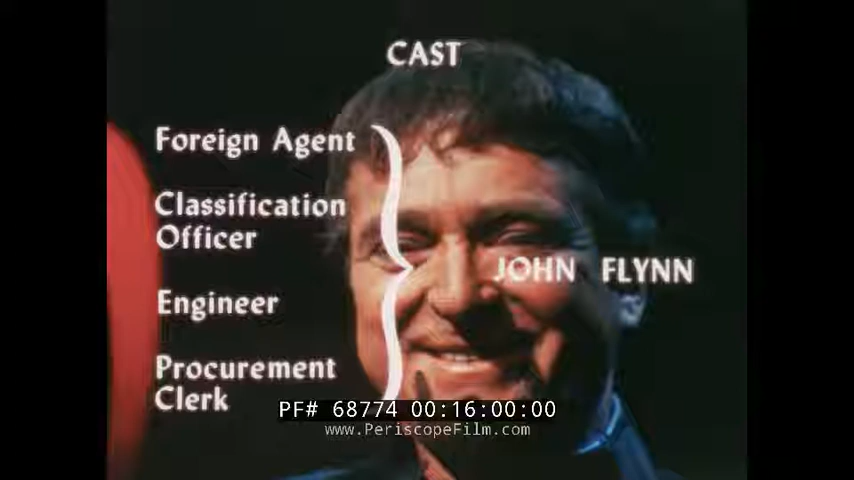 CAST
Foreign Agent
Classification
Officer
Engineer
Procurement
Clerk
JOHN FLYNN
PF# 68774 00:16:00:00
www.PeriscopeFilm.com